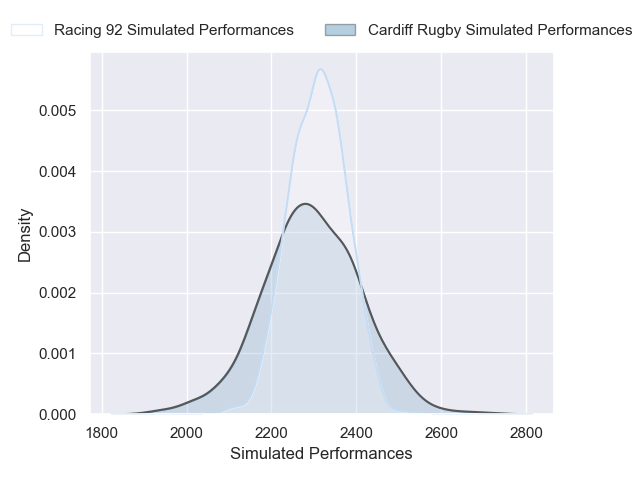 Racing 92 Simulated Performances
Cardiff Rugby Simulated Performances
0.005
0.004
0.003
0.002
0.001
0.000
Density
1800 2000 2200 2400 2600 2800
Simulated Performances